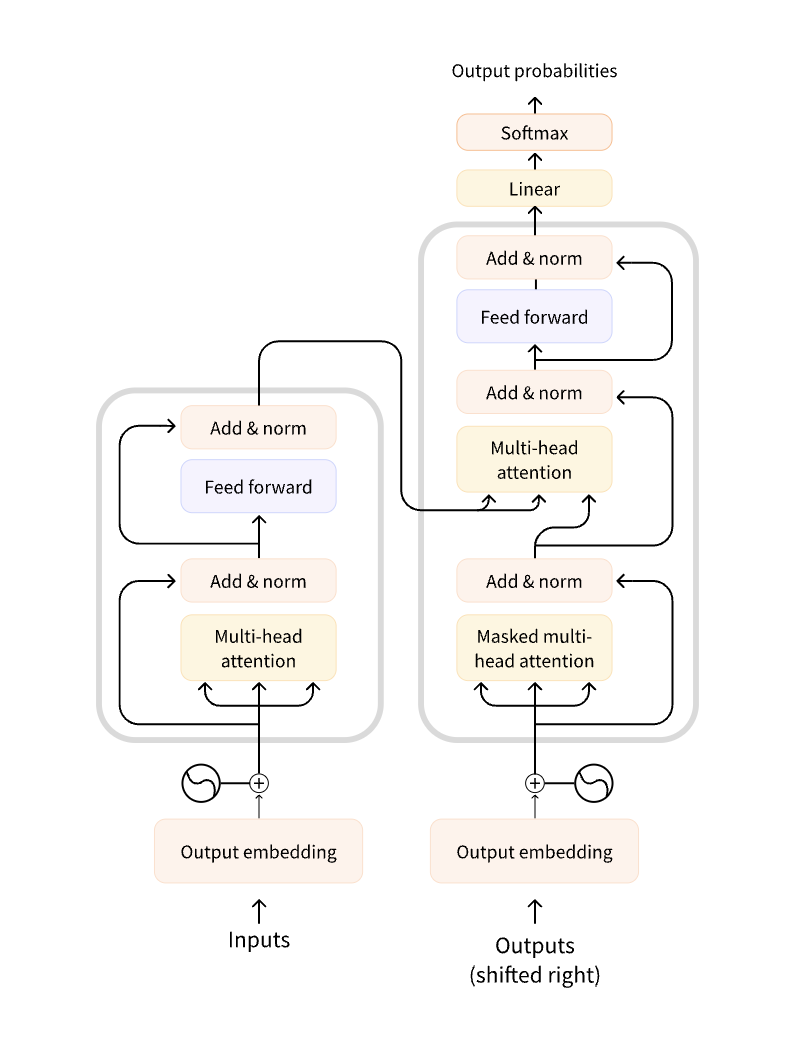 Output probabilities
Softmax
Linear
Add & norm
Feed forward
Add & norm
Multi-head
attention
Add & norm
Masked multi-
head attention
Add & norm
Feed forward
Add & norm
Multi-head
attention
Output embedding
Output embedding
Inputs
Outputs
(shifted right)